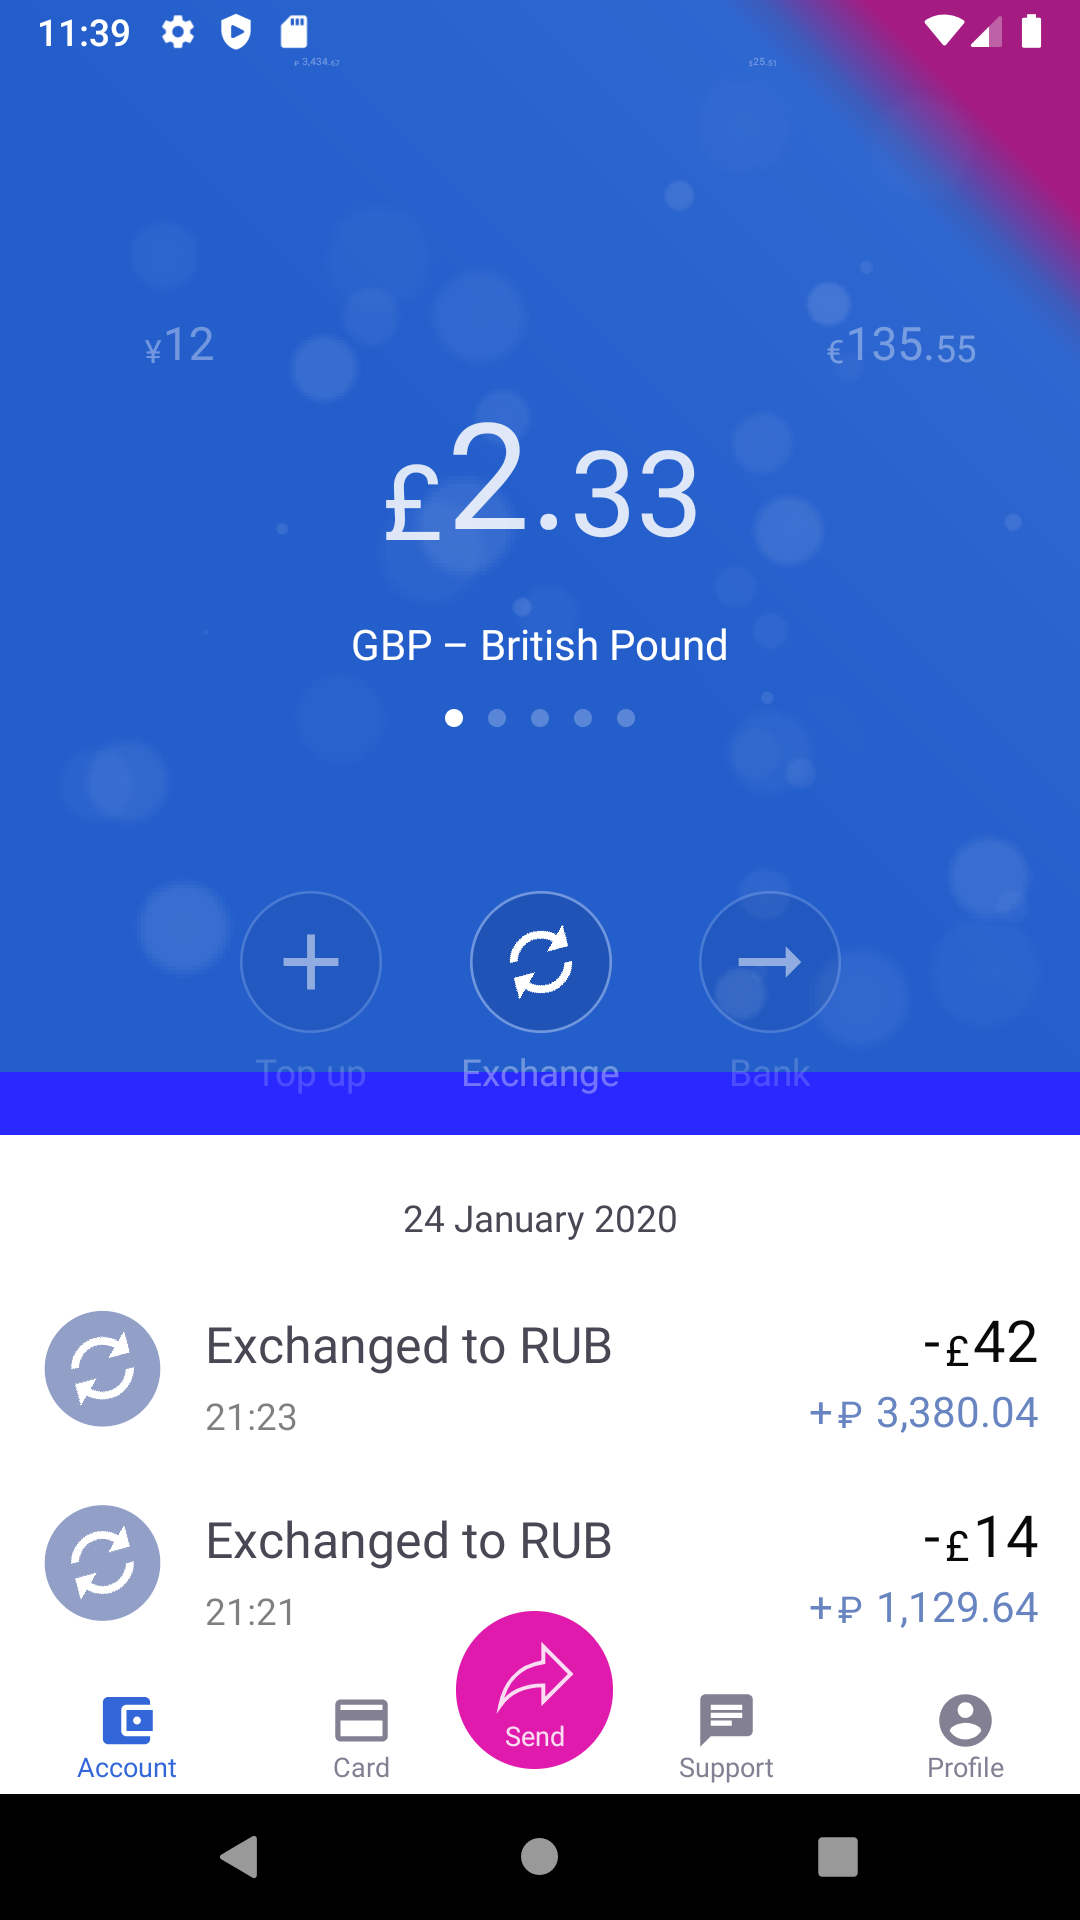 11:39
₽ 3,434.67
$25.51
¥12
€135.55
£2.33
GBP – British Pound
Top up
Exchange
Bank
24 January 2020
Exchanged to RUB
-£42
21:23
+₽ 3,380.04
Exchanged to RUB
-£14
21:21
+₽ 1,129.64
Account
Card
Send
Support
Profile